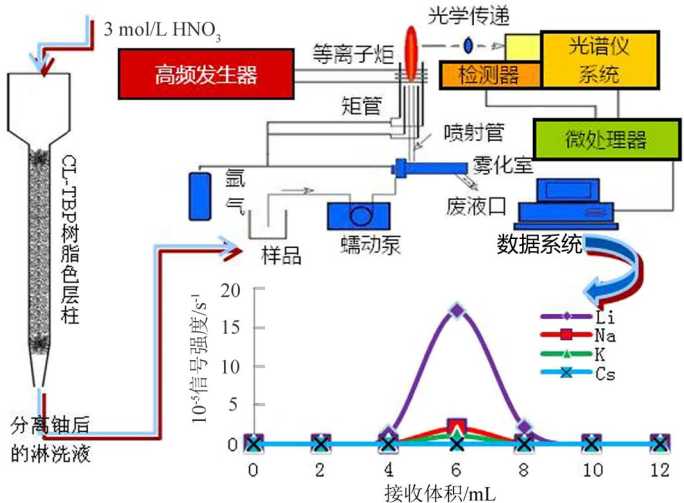 3 mol/L HNO3
光学传递
等离子炬
高频发生器
光谱仪
系统
检测器
矩管
喷射管
微处理器
CL-TBP树脂色层柱
氩
气
雾化室
废液口
样品
蠕动泵
数据系统
分离铀后
的淋洗液
10-5信号强度/s-1
20
15
10
5
0
Li
Na
K
Cs
0 2 4 6 8 10 12
接收体积/mL